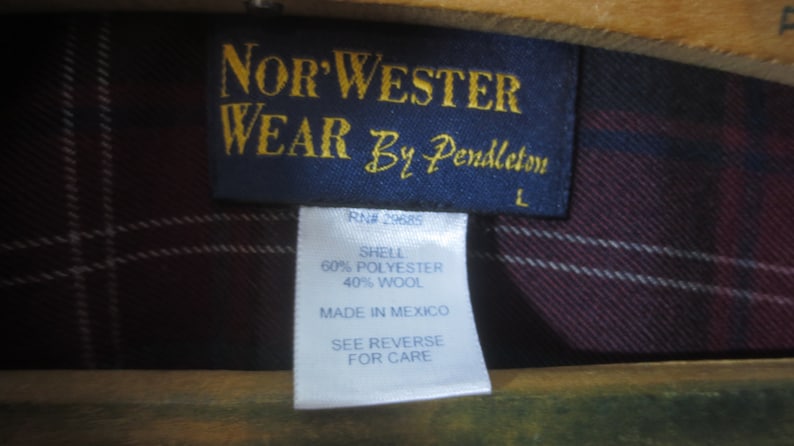 NOR'WESTER
WEAR By Pendleton
L
RN# 29685
SHELL:
60% POLYESTER
40% WOOL
MADE IN MEXICO
SEE REVERSE
FOR CARE